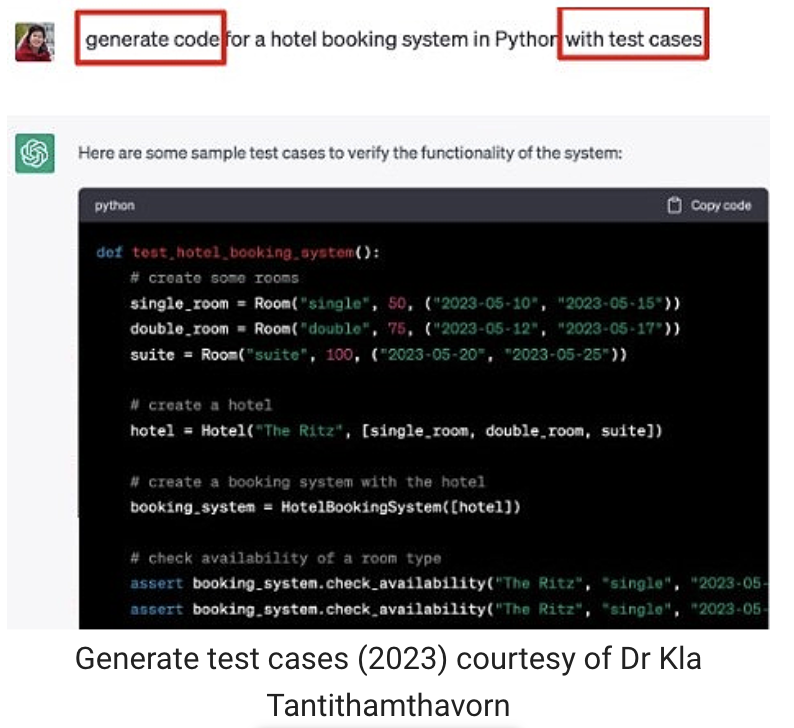 generate code for a hotel booking system in Python with test cases
Here are some sample test cases to verify the functionality of the system:
python Copy code
def test_hotel_booking_system():
# create some rooms
single_room = Room("single", 50, ("2023-05-10", "2023-05-15"))
double_room = Room("double", 75, ("2023-05-12", "2023-05-17"))
suite = Room("suite", 100, ("2023-05-20", "2023-05-25"))
# create a hotel
hotel = Hotel("The Ritz", [single_room, double_room, suite])
# create a booking system with the hotel
booking_system = HotelBookingSystem([hotel])
# check availability of a room type
assert booking_system.check_availability("The Ritz", "single", "2023-05-
assert booking_system.check_availability("The Ritz", "single", "2023-05-
Generate test cases (2023) courtesy of Dr Kla
Tantithamthavorn